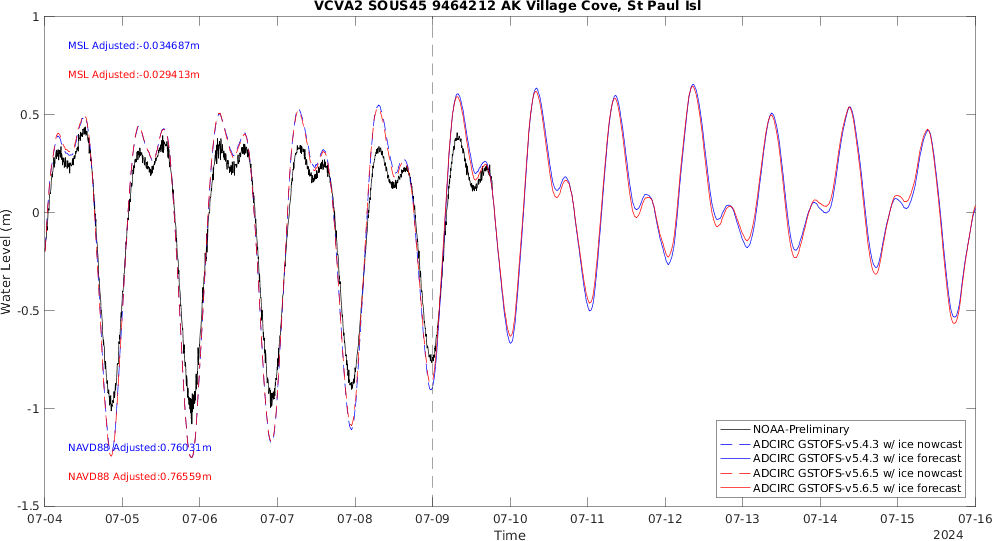 VCVA2 SOUS45 9464212 AK Village Cove, St Paul Isl
1
MSL Adjusted:-0.034687m
MSL Adjusted:-0.029413m
0.5
0
Water Level (m)
-0.5
-1
NAVD88 Adjusted:0.76031m
NAVD88 Adjusted:0.76559m
-1.5
NOAA-Preliminary
ADCIRC GSTOFS-v5.4.3 w/ ice nowcast
ADCIRC GSTOFS-v5.4.3 w/ ice forecast
ADCIRC GSTOFS-v5.6.5 w/ ice nowcast
ADCIRC GSTOFS-v5.6.5 w/ ice forecast
07-04 07-05 07-06 07-07 07-08 07-09 07-10 07-11 07-12 07-13 07-14 07-15 07-16
Time
2024